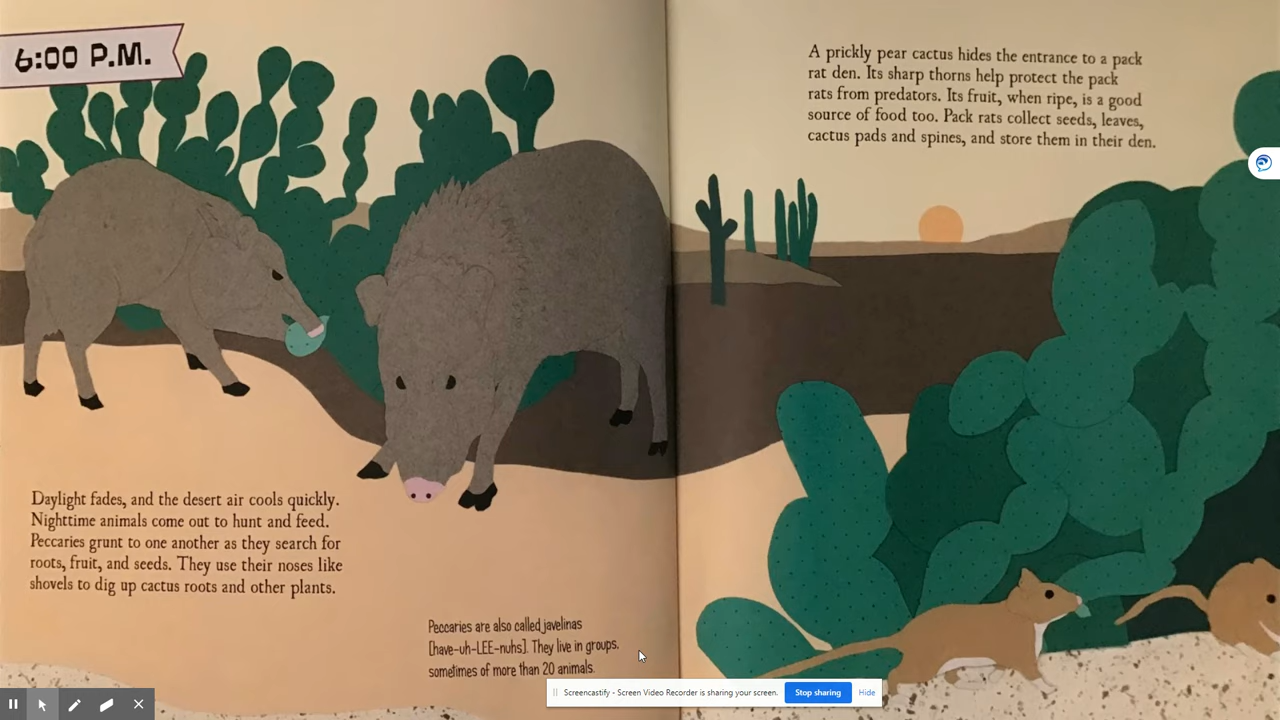 6:00 P.M.
Daylight fades, and the desert air cools quickly.
Nighttime animals come out to hunt and feed.
Peccaries grunt to one another as they search for
roots, fruit, and seeds. They use their noses like
shovels to dig up cactus roots and other plants.
Peccaries are also called javelinas
[have-uh-LEE-nuhs]. They live in groups,
sometimes of more than 20 animals.
A prickly pear cactus hides the entrance to a pack
rat den. Its sharp thorns help protect the pack
rats from predators. Its fruit, when ripe, is a good
source of food too. Pack rats collect seeds, leaves,
cactus pads and spines, and store them in their den.
Screencastify - Screen Video Recorder is sharing your screen.
Stop sharing
Hide